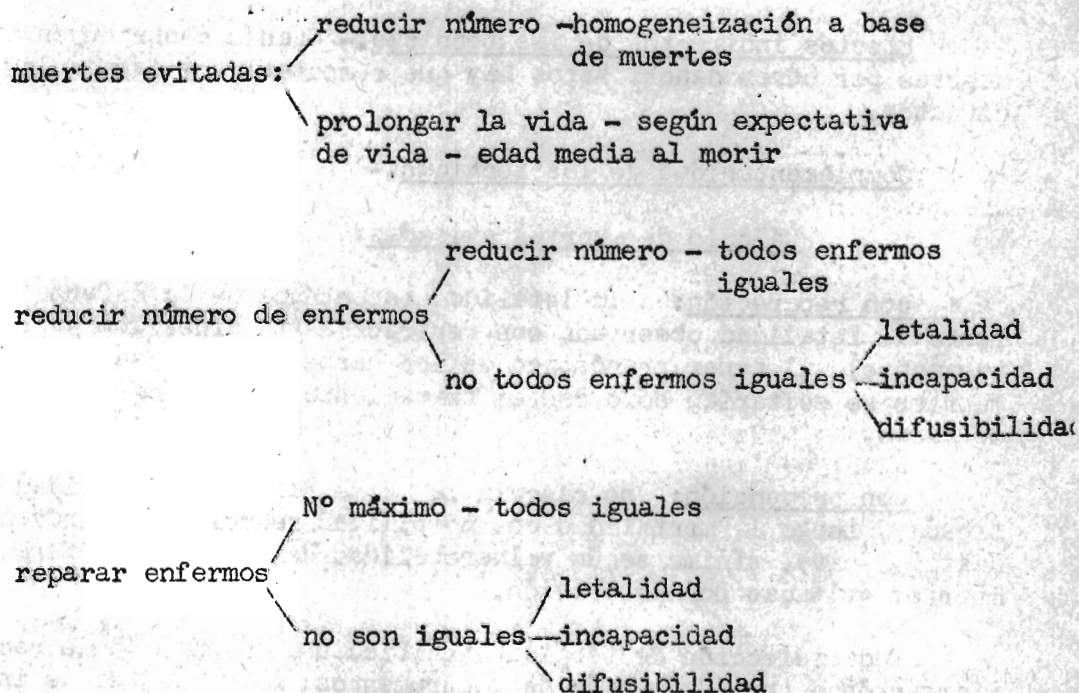 reducir número -homogeneización a base
de muertes
muertes evitadas:
prolongar la vida - según expectativa
de vida - edad media al morir
reducir número - todos enfermos
iguales
reducir número de enfermos
letalidad
no todos enfermos iguales
incapacidad
difusibilidad
Nº máximo - todos iguales
reparar enfermos
letalidad
no son iguales
incapacidad
difusibilidad